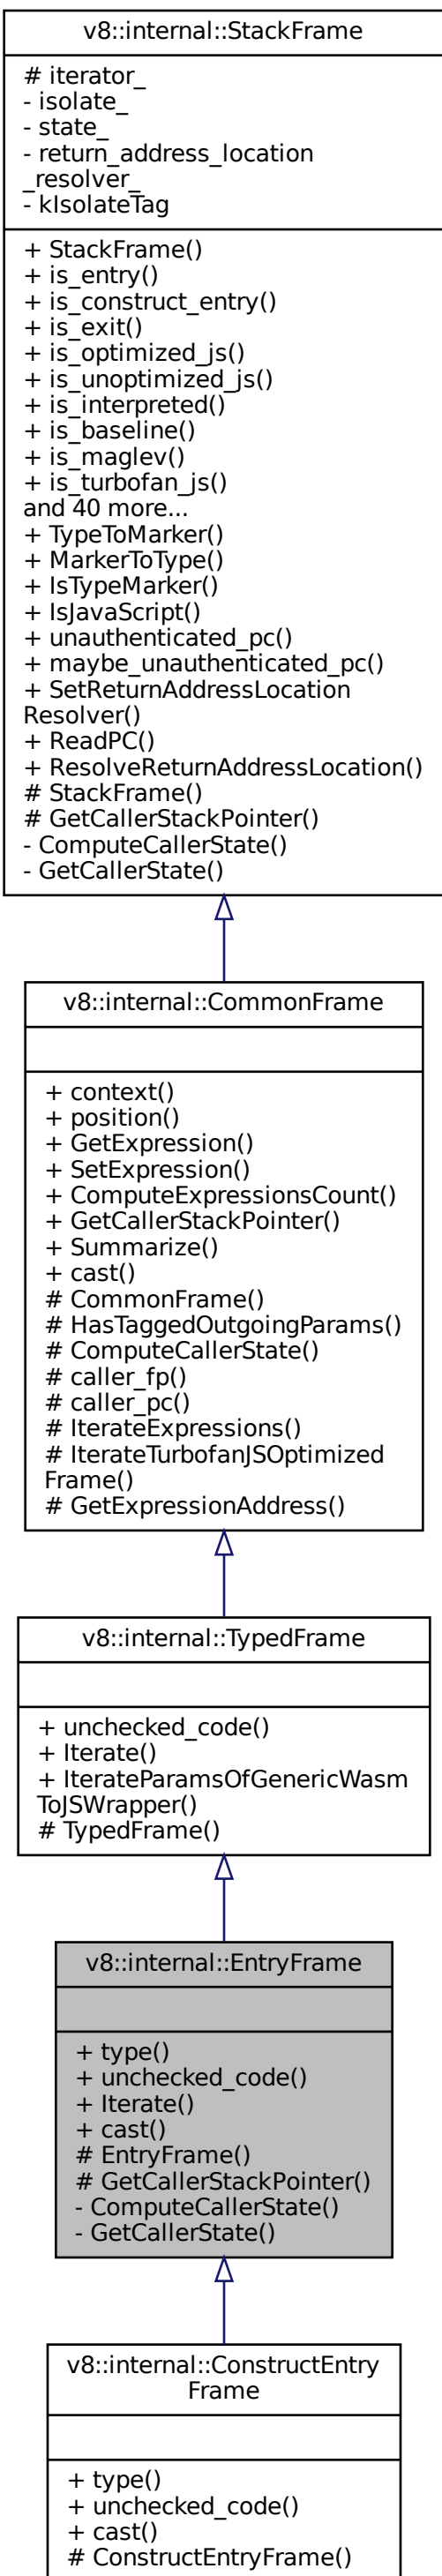 v8::internal::StackFrame
# iterator_
- isolate_
- state_
- return_address_location
_resolver_
- kIsolateTag
+ StackFrame()
+ is_entry()
+ is_construct_entry()
+ is_exit()
+ is_optimized_js()
+ is_unoptimized_js()
+ is_interpreted()
+ is_baseline()
+ is_maglev()
+ is_turbofan_js()
and 40 more...
+ TypeToMarker()
+ MarkerToType()
+ IsTypeMarker()
+ IsJavaScript()
+ unauthenticated_pc()
+ maybe_unauthenticated_pc()
+ SetReturnAddressLocation
Resolver()
+ ReadPC()
+ ResolveReturnAddressLocation()
# StackFrame()
# GetCallerStackPointer()
- ComputeCallerState()
- GetCallerState()
v8::internal::CommonFrame
+ context()
+ position()
+ GetExpression()
+ SetExpression()
+ ComputeExpressionsCount()
+ GetCallerStackPointer()
+ Summarize()
+ cast()
# CommonFrame()
# HasTaggedOutgoingParams()
# ComputeCallerState()
# caller_fp()
# caller_pc()
# IterateExpressions()
# IterateTurbofanJSOptimized
Frame()
# GetExpressionAddress()
v8::internal::TypedFrame
+ unchecked_code()
+ Iterate()
+ IterateParamsOfGenericWasm
ToJSWrapper()
# TypedFrame()
v8::internal::EntryFrame
+ type()
+ unchecked_code()
+ Iterate()
+ cast()
# EntryFrame()
# GetCallerStackPointer()
- ComputeCallerState()
- GetCallerState()
v8::internal::ConstructEntry
Frame
+ type()
+ unchecked_code()
+ cast()
# ConstructEntryFrame()